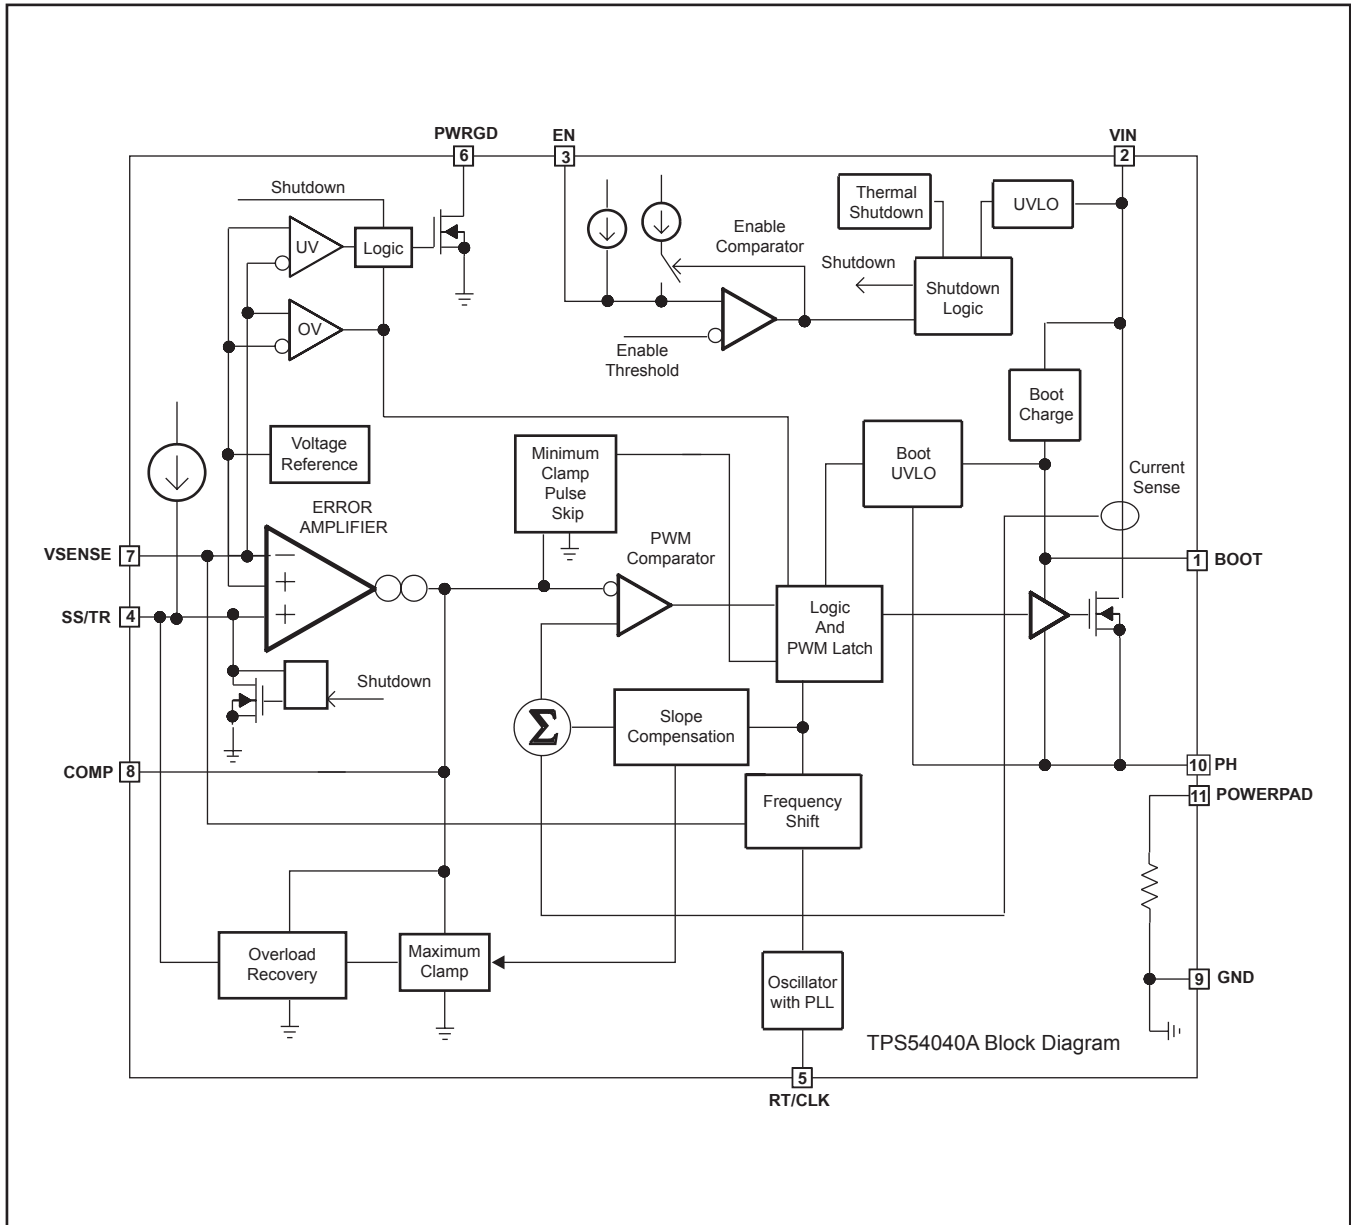 PWRGD
EN
VIN
6
3
2
Shutdown
Thermal
Shutdown
UVLO
UV
Logic
Enable
Comparator
Shutdown
Shutdown
Logic
OV
Enable
Threshold
Boot
Charge
Voltage
Reference
Minimum
Clamp
Pulse
Skip
Boot
UVLO
Current
Sense
ERROR
AMPLIFIER
PWM
Comparator
VSENSE 7
−
+
+
1 BOOT
SS/TR 4
Logic
And
PWM Latch
Shutdown
Σ
Slope
Compensation
COMP 8
10 PH
11 POWERPAD
Frequency
Shift
Overload
Recovery
Maximum
Clamp
Oscillator
with PLL
9 GND
TPS54040A Block Diagram
5
RT/CLK